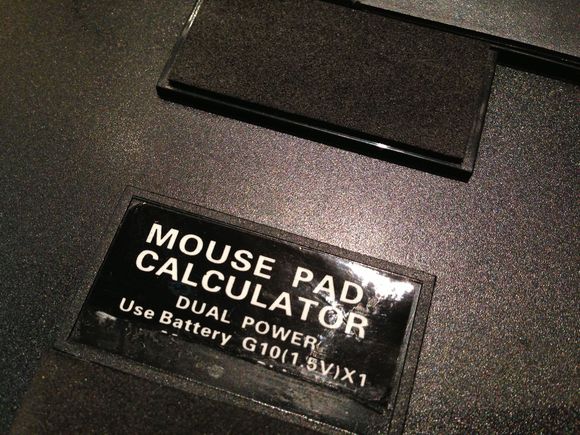 MOUSE PAD
CALCULATOR
DUAL POWER
Use Battery G10(1.5V)X1